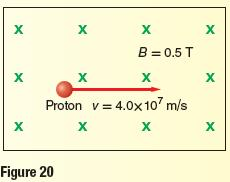 x x x x
B = 0.5 T
x x x x
Proton v = 4.0×10⁷ m/s
x x x x
Figure 20